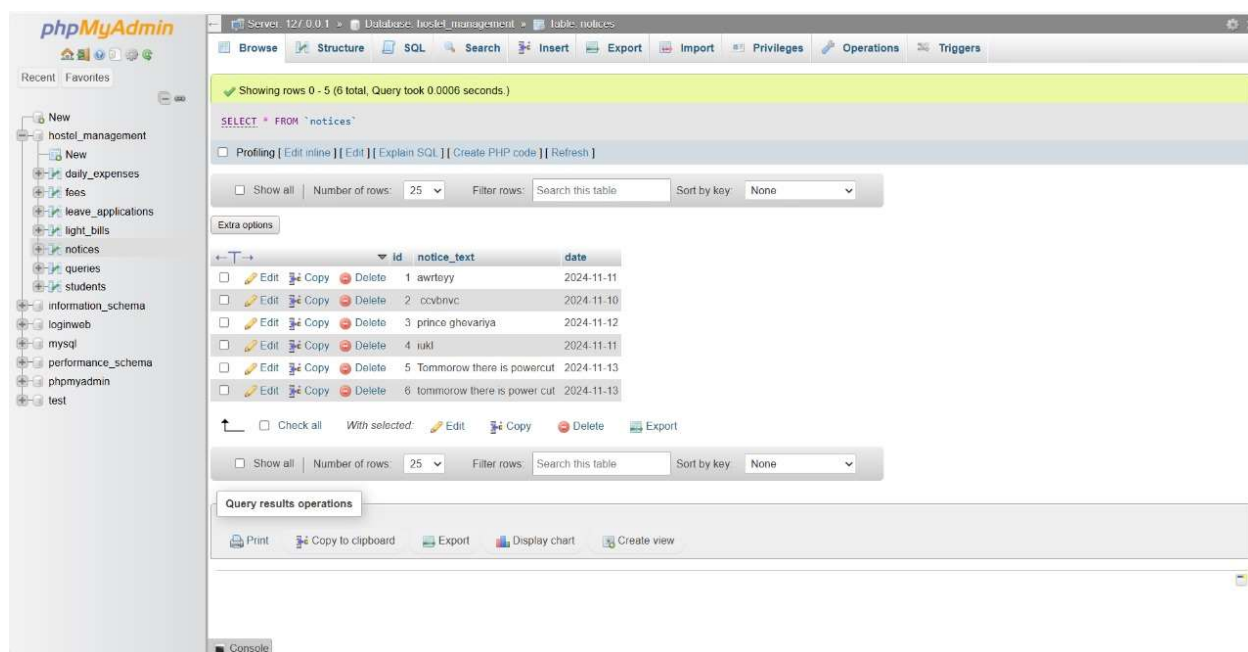 phpMyAdmin
Recent Favorites
New
hostel_management
New
daily_expenses
fees
leave_applications
light_bills
notices
queries
students
information_schema
loginweb
mysql
performance_schema
phpmyadmin
test
Server: 127.0.0.1 » Database: hostel_management » Table: notices
Browse Structure SQL Search Insert Export Import Privileges Operations Triggers
Showing rows 0 - 5 (6 total, Query took 0.0006 seconds.)
SELECT * FROM `notices`
Profiling [ Edit inline ] [ Edit ] [ Explain SQL ] [ Create PHP code ] [ Refresh ]
Show all | Number of rows: 25 Filter rows: Search this table Sort by key: None
Extra options
←T→ id notice_text date
Edit Copy Delete 1 awrteyy 2024-11-11
Edit Copy Delete 2 ccvbnvc 2024-11-10
Edit Copy Delete 3 prince ghevariya 2024-11-12
Edit Copy Delete 4 iukl 2024-11-11
Edit Copy Delete 5 Tommorow there is powercut 2024-11-13
Edit Copy Delete 6 tommorow there is power cut 2024-11-13
Check all With selected: Edit Copy Delete Export
Show all | Number of rows: 25 Filter rows: Search this table Sort by key: None
Query results operations
Print Copy to clipboard Export Display chart Create view
Console